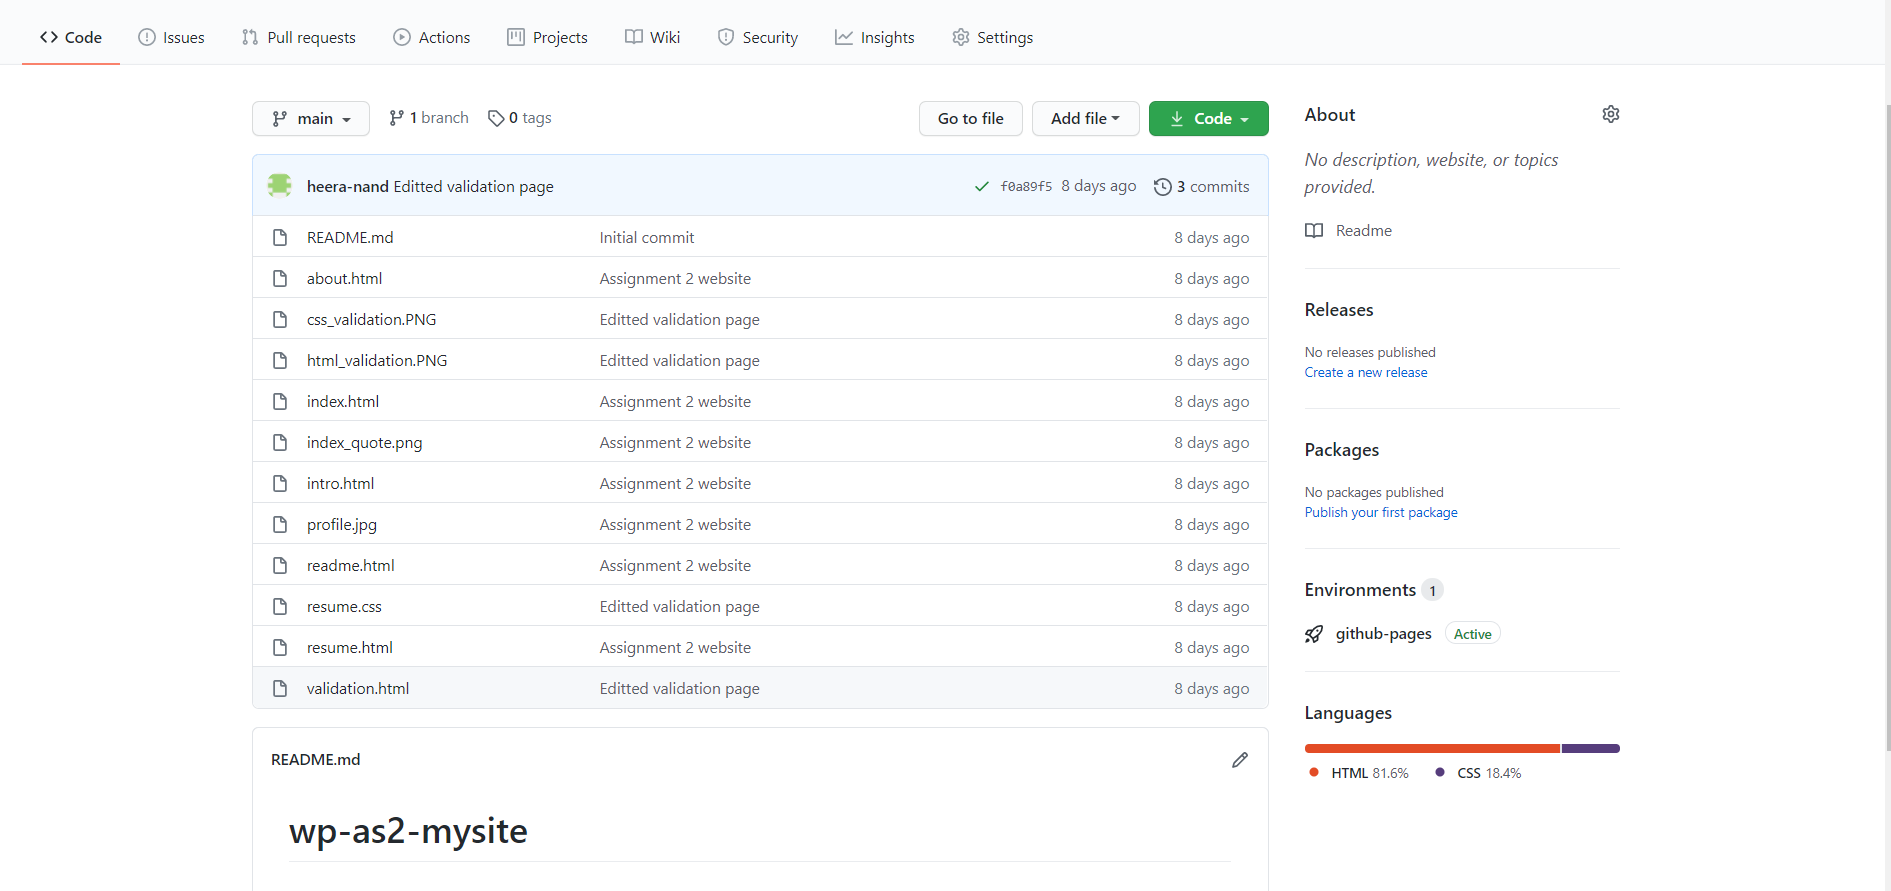 Code Issues Pull requests Actions Projects Wiki Security Insights Settings
main 1 branch 0 tags Go to file Add file Code
heera-nand Editted validation page f0a89f5 8 days ago 3 commits
README.md Initial commit 8 days ago
about.html Assignment 2 website 8 days ago
css_validation.PNG Editted validation page 8 days ago
html_validation.PNG Editted validation page 8 days ago
index.html Assignment 2 website 8 days ago
index_quote.png Assignment 2 website 8 days ago
intro.html Assignment 2 website 8 days ago
profile.jpg Assignment 2 website 8 days ago
readme.html Assignment 2 website 8 days ago
resume.css Editted validation page 8 days ago
resume.html Assignment 2 website 8 days ago
validation.html Editted validation page 8 days ago
README.md
wp-as2-mysite
About
No description, website, or topics
provided.
Readme
Releases
No releases published
Create a new release
Packages
No packages published
Publish your first package
Environments 1
github-pages Active
Languages
HTML 81.6% CSS 18.4%